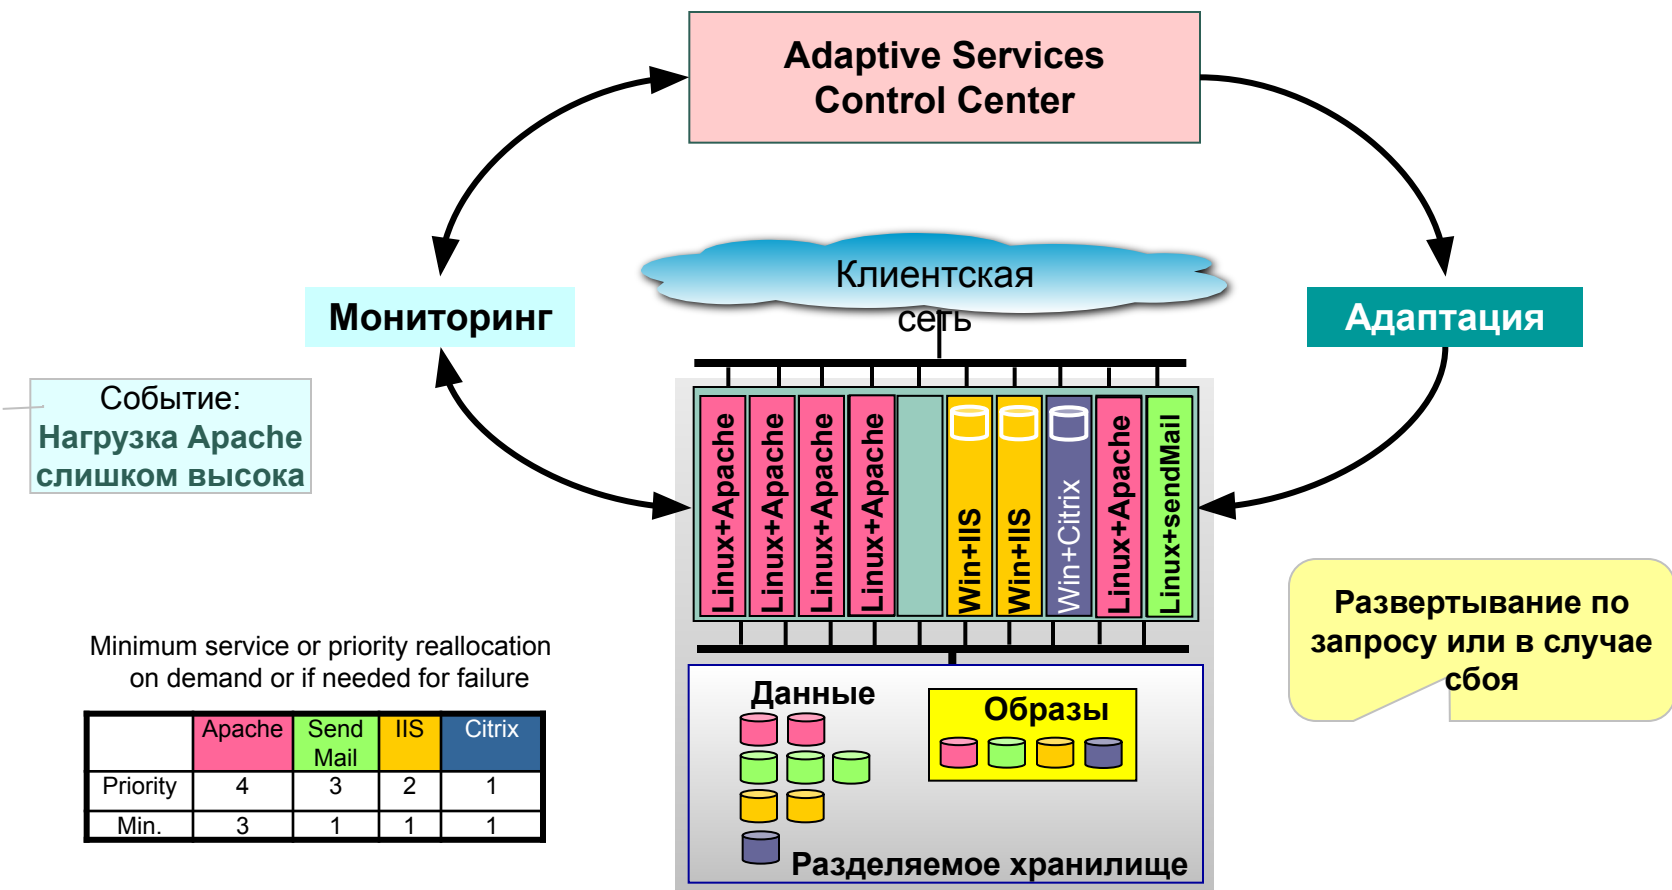 Adaptive Services
Control Center
Клиентская
сеть
Мониторинг
Адаптация
Событие:
Нагрузка Apache
слишком высока
Linux+Apache
Linux+Apache
Linux+Apache
Linux+Apache
Win+IIS
Win+IIS
Win+Citrix
Linux+Apache
Linux+sendMail
Развертывание по
запросу или в случае
сбоя
Minimum service or priority reallocation
on demand or if needed for failure
Apache Send IIS Citrix
Mail
Priority 4 3 2 1
Min. 3 1 1 1
Данные
Образы
Разделяемое хранилище